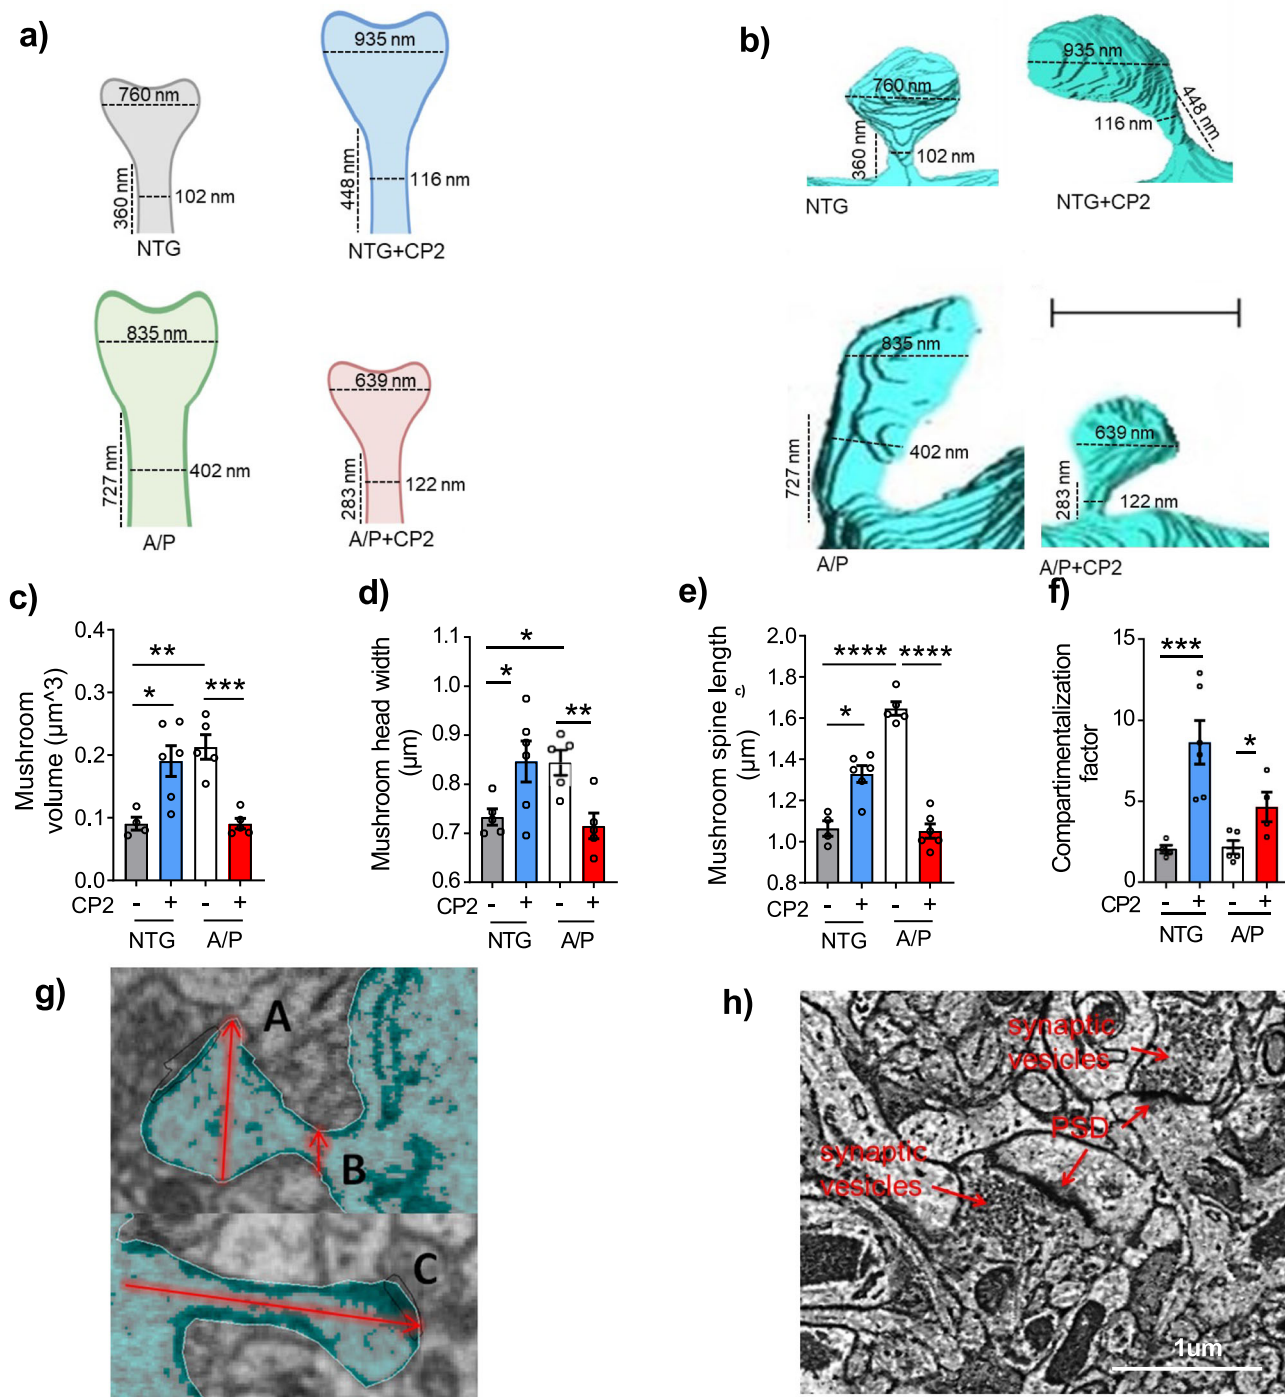 a)
760 nm
360 nm
102 nm
NTG
935 nm
448 nm
116 nm
NTG+CP2
835 nm
727 nm
402 nm
A/P
639 nm
283 nm
122 nm
A/P+CP2
b)
760 nm
360 nm
102 nm
NTG
935 nm
448 nm
116 nm
NTG+CP2
835 nm
727 nm
402 nm
A/P
639 nm
283 nm
122 nm
A/P+CP2
c)
Mushroom
volume (µm^3)
0.4
0.3
0.2
0.1
0.0
**
*
***
CP2 - + - +
NTG A/P
d)
Mushroom head width
(µm)
1.1
1.0
0.9
0.8
0.7
0.6
*
*
**
CP2 - + - +
NTG A/P
e)
Mushroom spine length
c)
(µm)
2.0
1.8
1.6
1.4
1.2
1.0
0.8
**** ****
*
CP2 - + - +
NTG A/P
f)
Compartimentalization
factor
15
10
5
0
***
*
CP2 - + - +
NTG A/P
g)
A
B
C
h)
synaptic
vesicles
PSD
synaptic
vesicles
1um